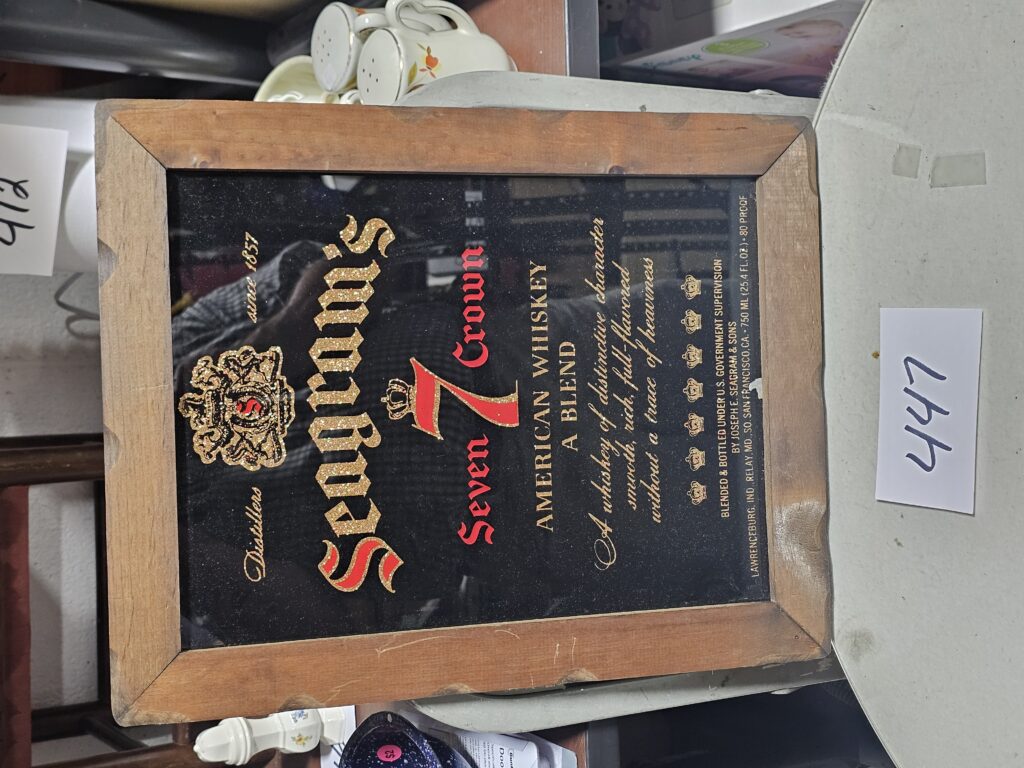 Distillers since 1857
S
Seagram's
Seven 7 Crown
AMERICAN WHISKEY
A BLEND
A whiskey of distinctive character
smooth, rich, full-flavored
without a trace of heaviness
BLENDED & BOTTLED UNDER U.S. GOVERNMENT SUPERVISION
BY JOSEPH E. SEAGRAM & SONS
LAWRENCEBURG, IND. RELAY, MD. SO. SAN FRANCISCO, CA. • 750 ML (25.4 FL.OZ.) • 80 PROOF
447
412